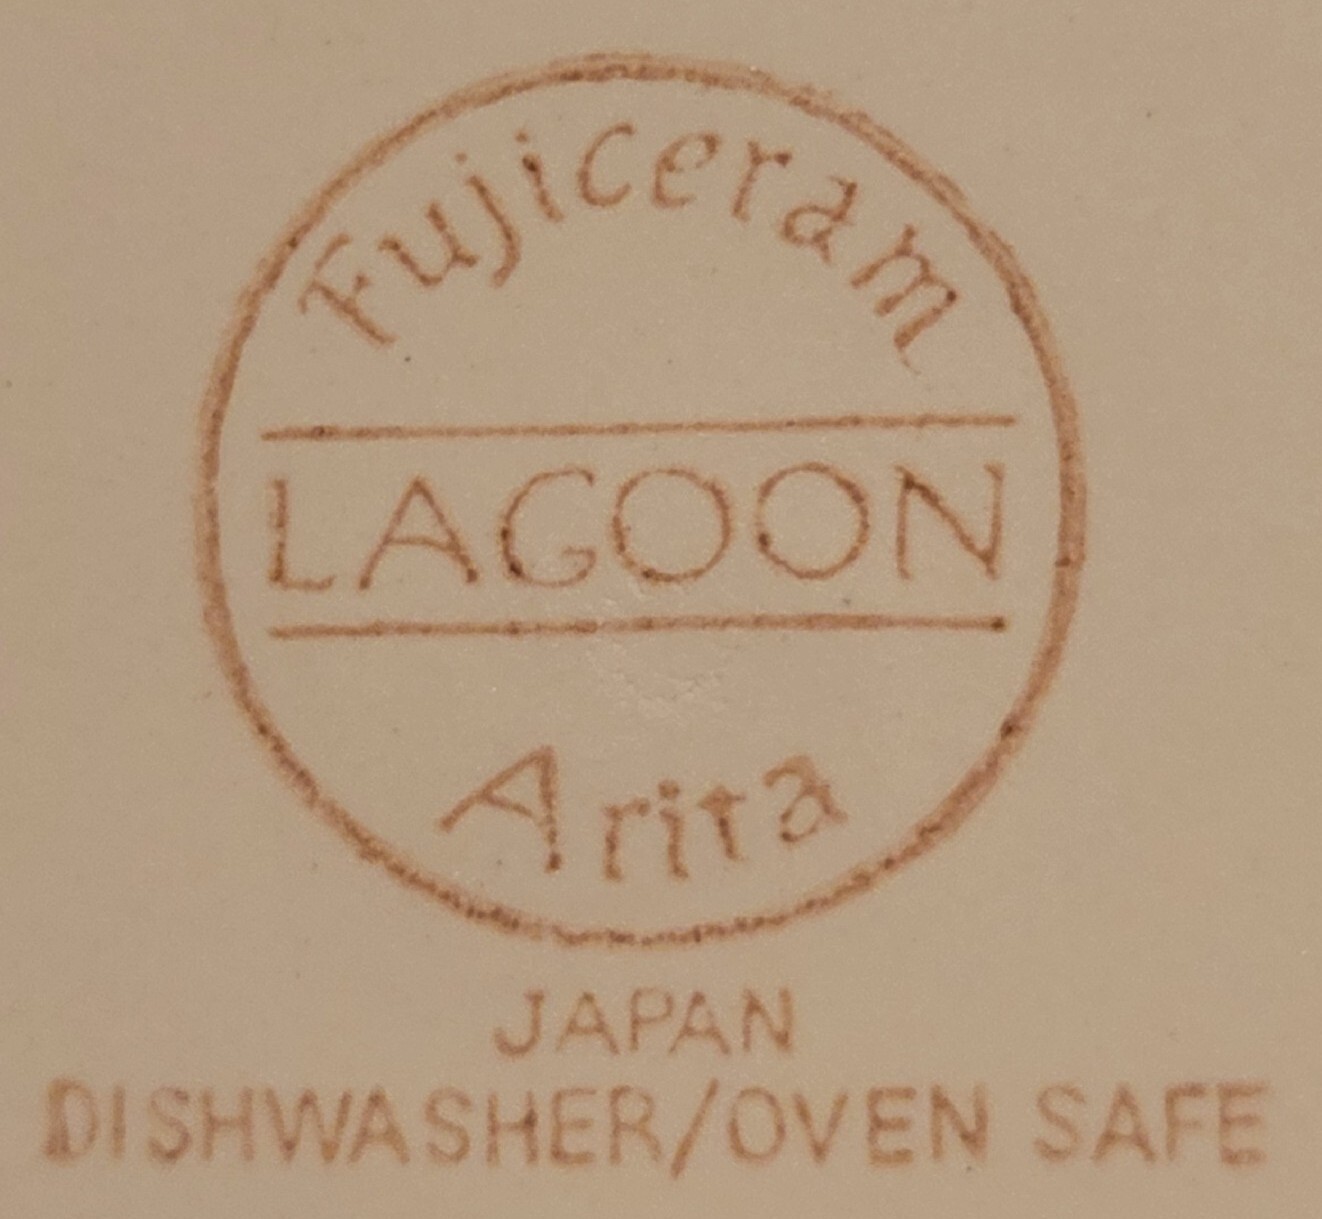 Fujiceram
LAGOON
Arita
JAPAN
DISHWASHER/OVEN SAFE